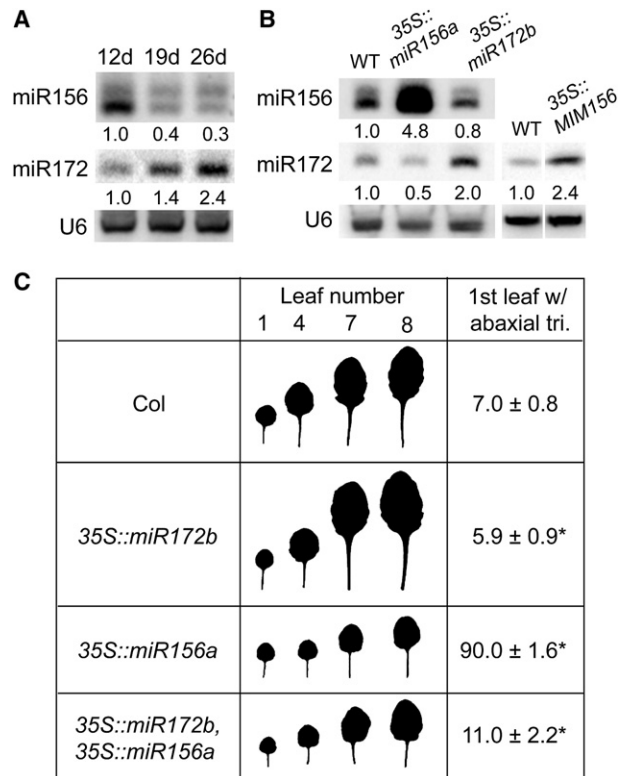 A
12d 19d 26d
miR156
1.0 0.4 0.3
miR172
1.0 1.4 2.4
U6
B
WT 35S::miR156a 35S::miR172b
miR156
1.0 4.8 0.8
WT 35S::MIM156
miR172
1.0 0.5 2.0 1.0 2.4
U6
C
Leaf number
1 4 7 8
1st leaf w/
abaxial tri.
Col
7.0 ± 0.8
35S::miR172b
5.9 ± 0.9*
35S::miR156a
90.0 ± 1.6*
35S::miR172b,
35S::miR156a
11.0 ± 2.2*